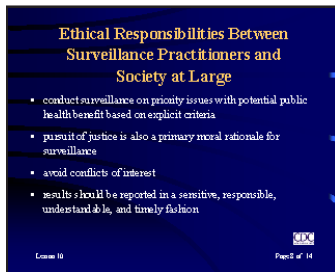 Ethical Responsibilities Between
Surveillance Practitioners and
Society at Large
• conduct surveillance on priority issues with potential public
health benefit based on explicit criteria
• pursuit of justice is also a primary moral rationale for
surveillance
• avoid conflicts of interest
• results should be reported in a sensitive, responsible,
understandable, and timely fashion
CDC
Lesson 10
Page 8 of 14